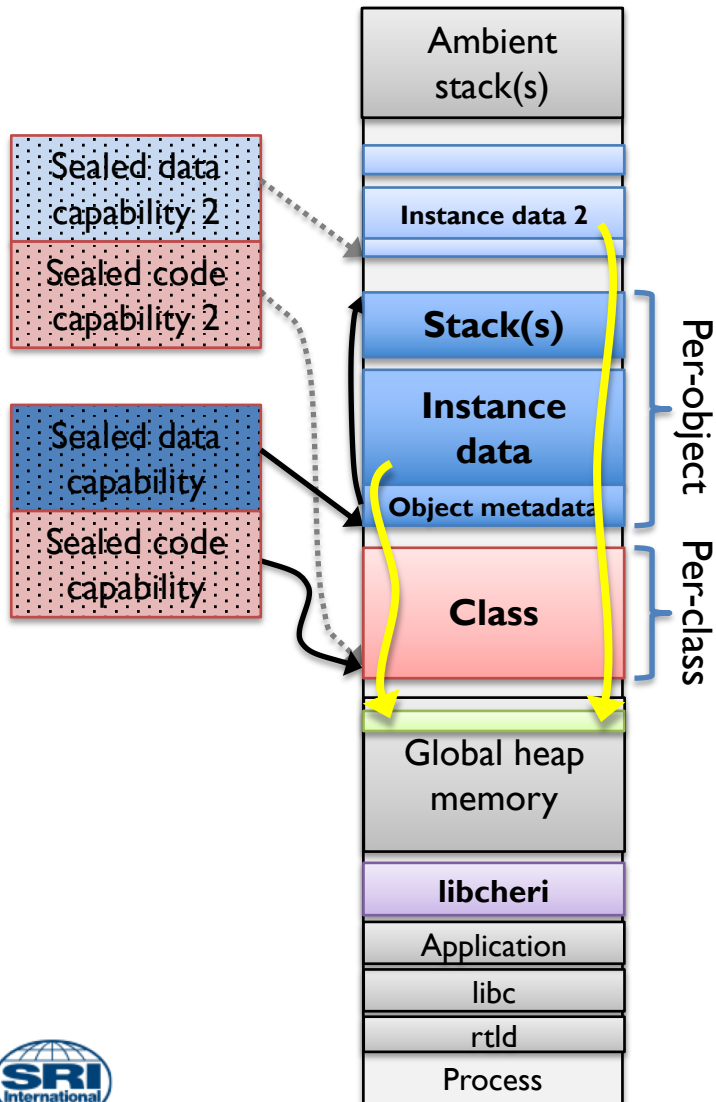 Ambient
stack(s)
Sealed data
capability 2
Instance data 2
Sealed code
capability 2
Stack(s)
Per-object
Instance
data
Sealed data
capability
Object metadata
Sealed code
capability
Class
Per-class
Global heap
memory
libcheri
Application
libc
rtld
Process
SRI
International